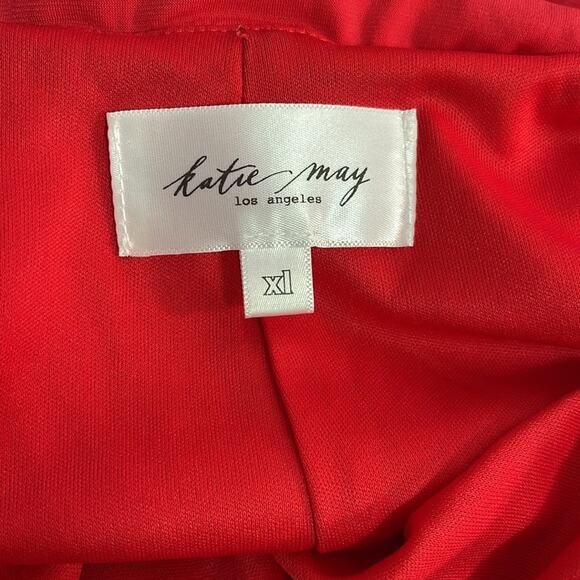 katie may
los angeles
xl